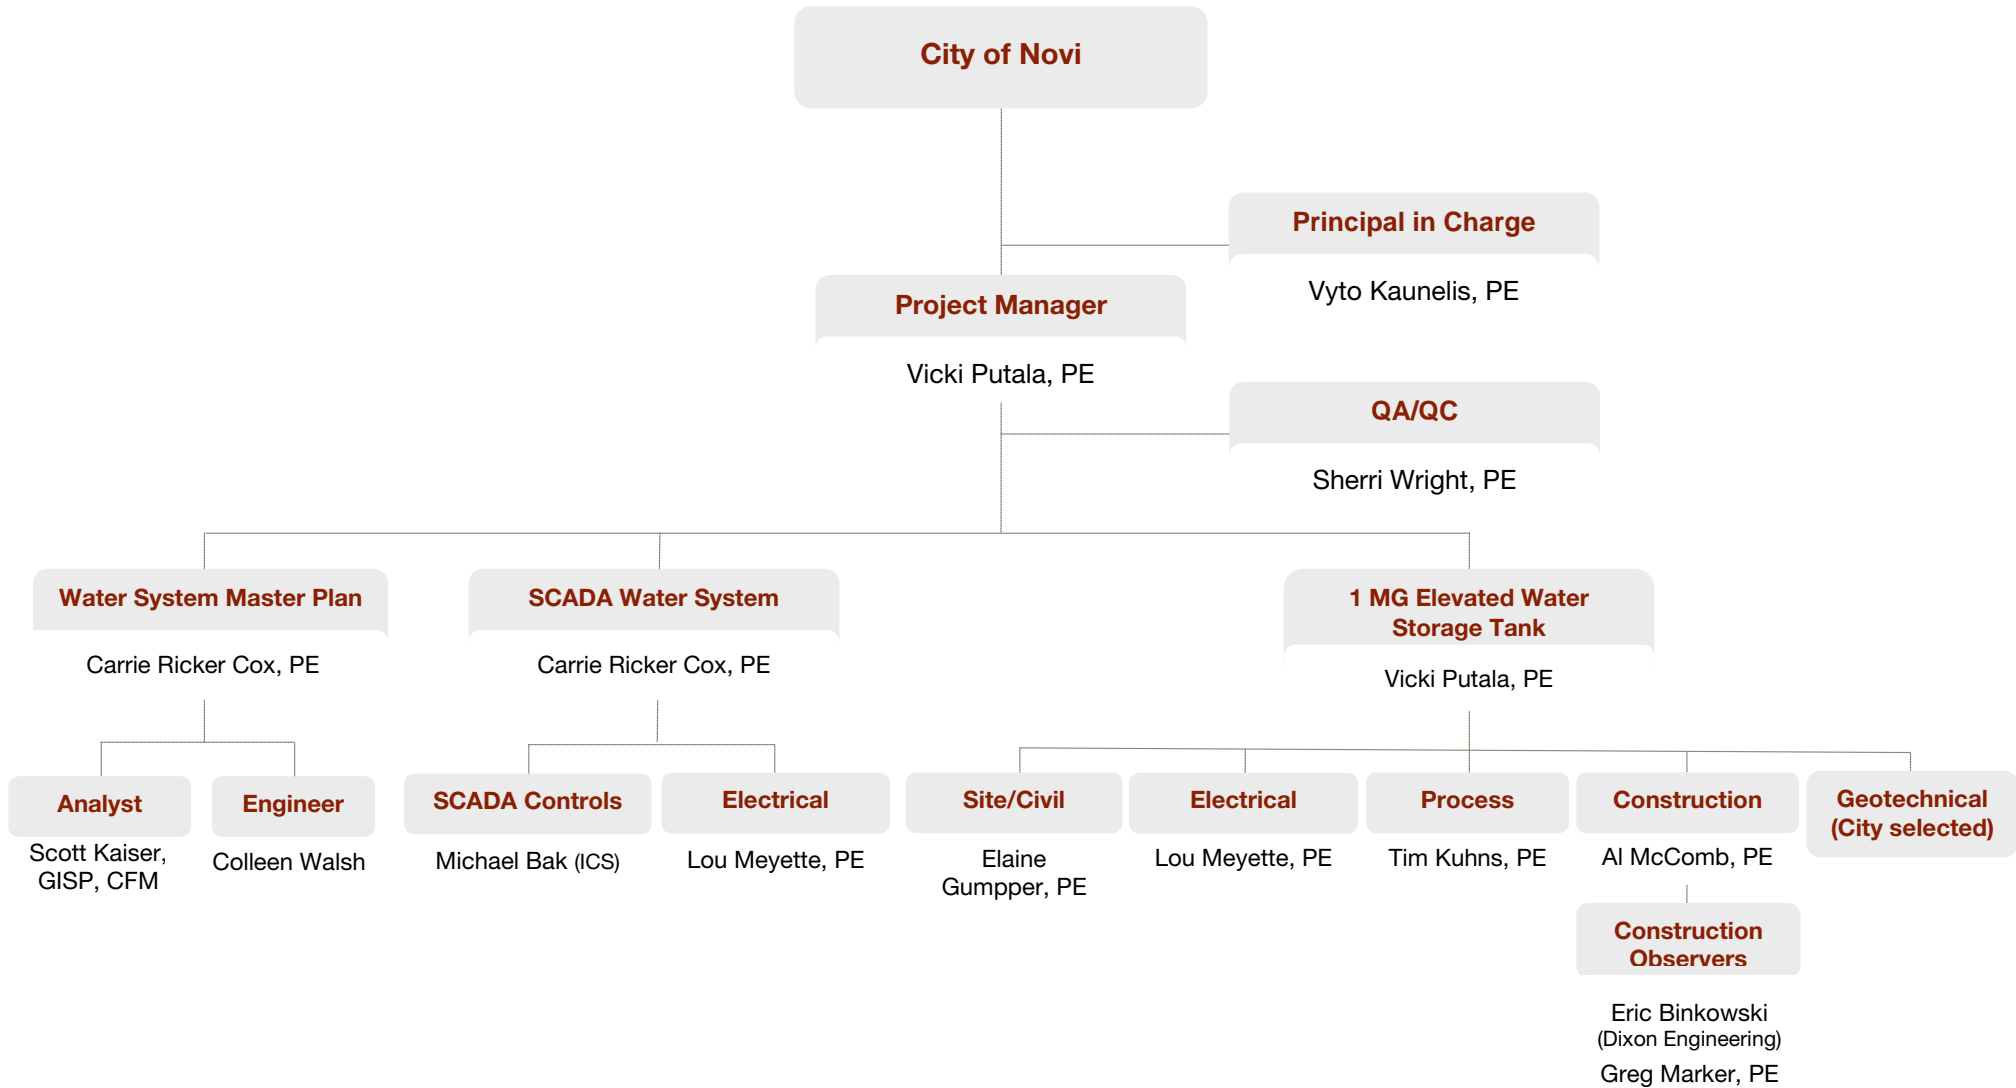 City of Novi
Principal in Charge
Vyto Kaunelis, PE
Project Manager
Vicki Putala, PE
QA/QC
Sherri Wright, PE
Water System Master Plan
Carrie Ricker Cox, PE
SCADA Water System
Carrie Ricker Cox, PE
1 MG Elevated Water
Storage Tank
Vicki Putala, PE
Analyst
Scott Kaiser,
GISP, CFM
Engineer
Colleen Walsh
SCADA Controls
Michael Bak (ICS)
Electrical
Lou Meyette, PE
Site/Civil
Elaine
Gumpper, PE
Electrical
Lou Meyette, PE
Process
Tim Kuhns, PE
Construction
Al McComb, PE
Construction
Observers
Eric Binkowski
(Dixon Engineering)
Greg Marker, PE
Geotechnical
(City selected)